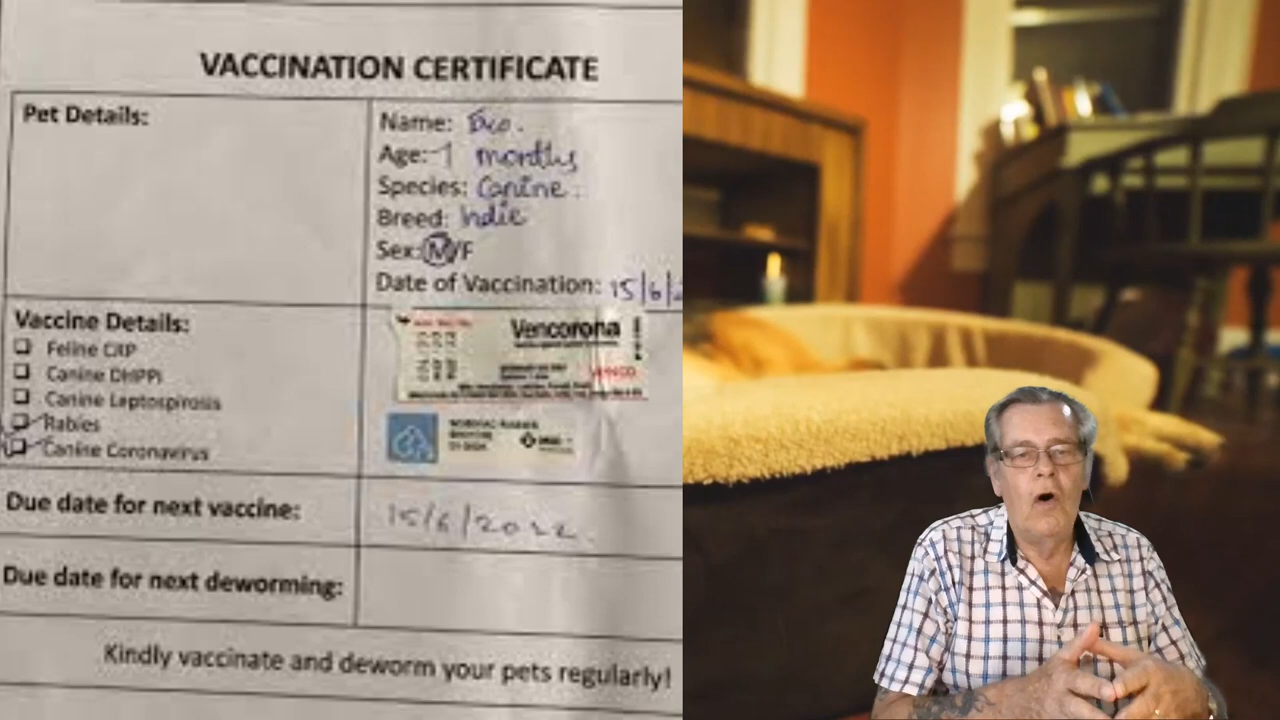 VACCINATION CERTIFICATE
Pet Details:
Name:
Age: 7 months
Species: Canine.
Breed: Indie
Sex: M/F
Date of Vaccination: 15/6/2
Vaccine Details:
Feline CRP
Canine DHPPi
Canine Leptospirosis
Rabies
Canine Coronavirus
Vencorona
Due date for next vaccine:
15/6/2022.
Due date for next deworming:
Kindly vaccinate and deworm your pets regularly!